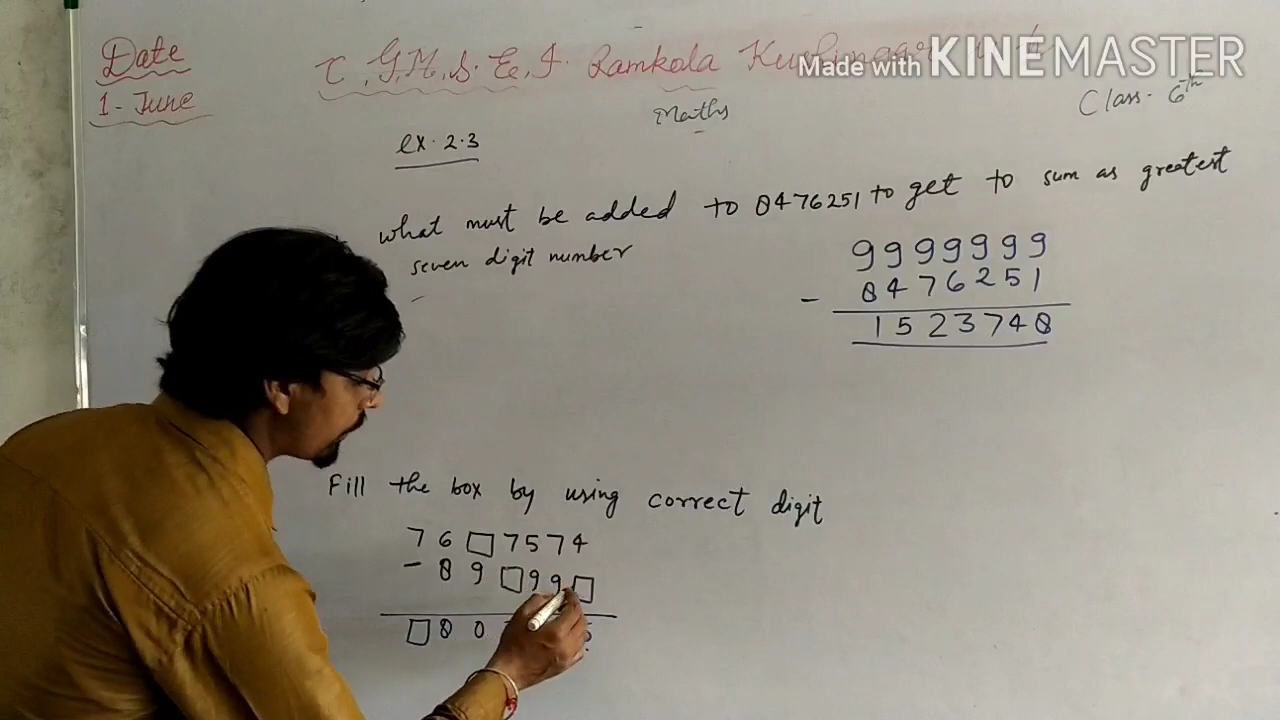 Date
1- June
T.G.M.S.E.I. Ramkola
Made with KINEMASTER
Maths
Class- 6th
ex. 2.3
what must be added to 8476251 to get to sum as greatest
seven digit number
9999999
- 8476251
1523748
Fill the box by using correct digit
76□7574
- 89□99□
□80